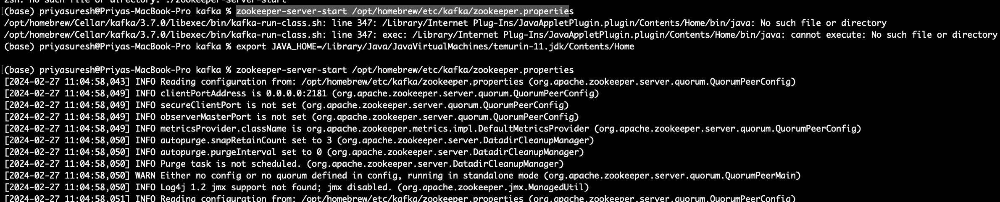 zsh: no such file or directory: ./zookeeper-server-start
[(base) priyasuresh@Priyas-MacBook-Pro kafka % zookeeper-server-start /opt/homebrew/etc/kafka/zookeeper.properties
/opt/homebrew/Cellar/kafka/3.7.0/libexec/bin/kafka-run-class.sh: line 347: /Library/Internet Plug-Ins/JavaAppletPlugin.plugin/Contents/Home/bin/java: No such file or directory
/opt/homebrew/Cellar/kafka/3.7.0/libexec/bin/kafka-run-class.sh: line 347: exec: /Library/Internet Plug-Ins/JavaAppletPlugin.plugin/Contents/Home/bin/java: cannot execute: No such file or directory
(base) priyasuresh@Priyas-MacBook-Pro kafka % export JAVA_HOME=/Library/Java/JavaVirtualMachines/temurin-11.jdk/Contents/Home
[(base) priyasuresh@Priyas-MacBook-Pro kafka % zookeeper-server-start /opt/homebrew/etc/kafka/zookeeper.properties
[2024-02-27 11:04:58,043] INFO Reading configuration from: /opt/homebrew/etc/kafka/zookeeper.properties (org.apache.zookeeper.server.quorum.QuorumPeerConfig)
[2024-02-27 11:04:58,049] INFO clientPortAddress is 0.0.0.0:2181 (org.apache.zookeeper.server.quorum.QuorumPeerConfig)
[2024-02-27 11:04:58,049] INFO secureClientPort is not set (org.apache.zookeeper.server.quorum.QuorumPeerConfig)
[2024-02-27 11:04:58,049] INFO observerMasterPort is not set (org.apache.zookeeper.server.quorum.QuorumPeerConfig)
[2024-02-27 11:04:58,049] INFO metricsProvider.className is org.apache.zookeeper.metrics.impl.DefaultMetricsProvider (org.apache.zookeeper.server.quorum.QuorumPeerConfig)
[2024-02-27 11:04:58,050] INFO autopurge.snapRetainCount set to 3 (org.apache.zookeeper.server.DatadirCleanupManager)
[2024-02-27 11:04:58,050] INFO autopurge.purgeInterval set to 0 (org.apache.zookeeper.server.DatadirCleanupManager)
[2024-02-27 11:04:58,050] INFO Purge task is not scheduled. (org.apache.zookeeper.server.DatadirCleanupManager)
[2024-02-27 11:04:58,050] WARN Either no config or no quorum defined in config, running in standalone mode (org.apache.zookeeper.server.quorum.QuorumPeerMain)
[2024-02-27 11:04:58,050] INFO Log4j 1.2 jmx support not found; jmx disabled. (org.apache.zookeeper.jmx.ManagedUtil)
[2024-02-27 11:04:58,051] INFO Reading configuration from: /opt/homebrew/etc/kafka/zookeeper.properties (org.apache.zookeeper.server.quorum.QuorumPeerConfig)